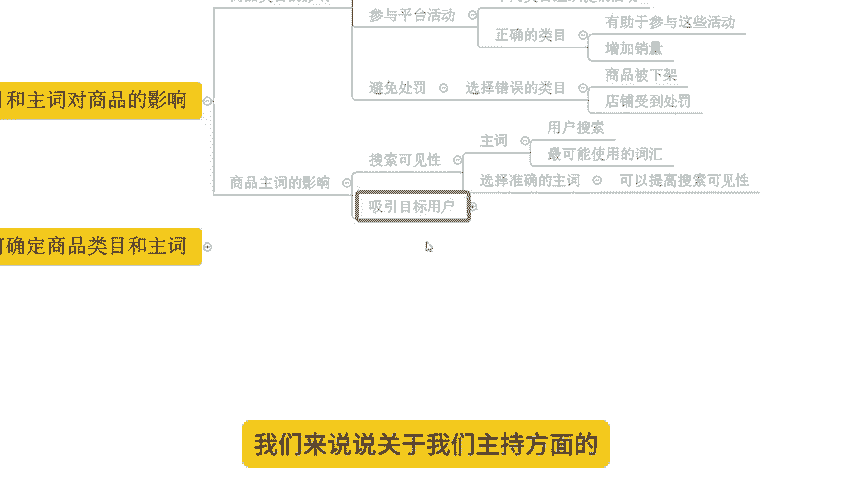 参与平台活动
正确的类目
有助于参与这些活动
增加销量
避免处罚
选择错误的类目
商品被下架
店铺受到处罚
和主词对商品的影响
商品主词的影响
搜索可见性
主词
用户搜索
最可能使用的词汇
选择准确的主词
可以提高搜索可见性
吸引目标用户
确定商品类目和主词
我们来说说关于我们主持方面的